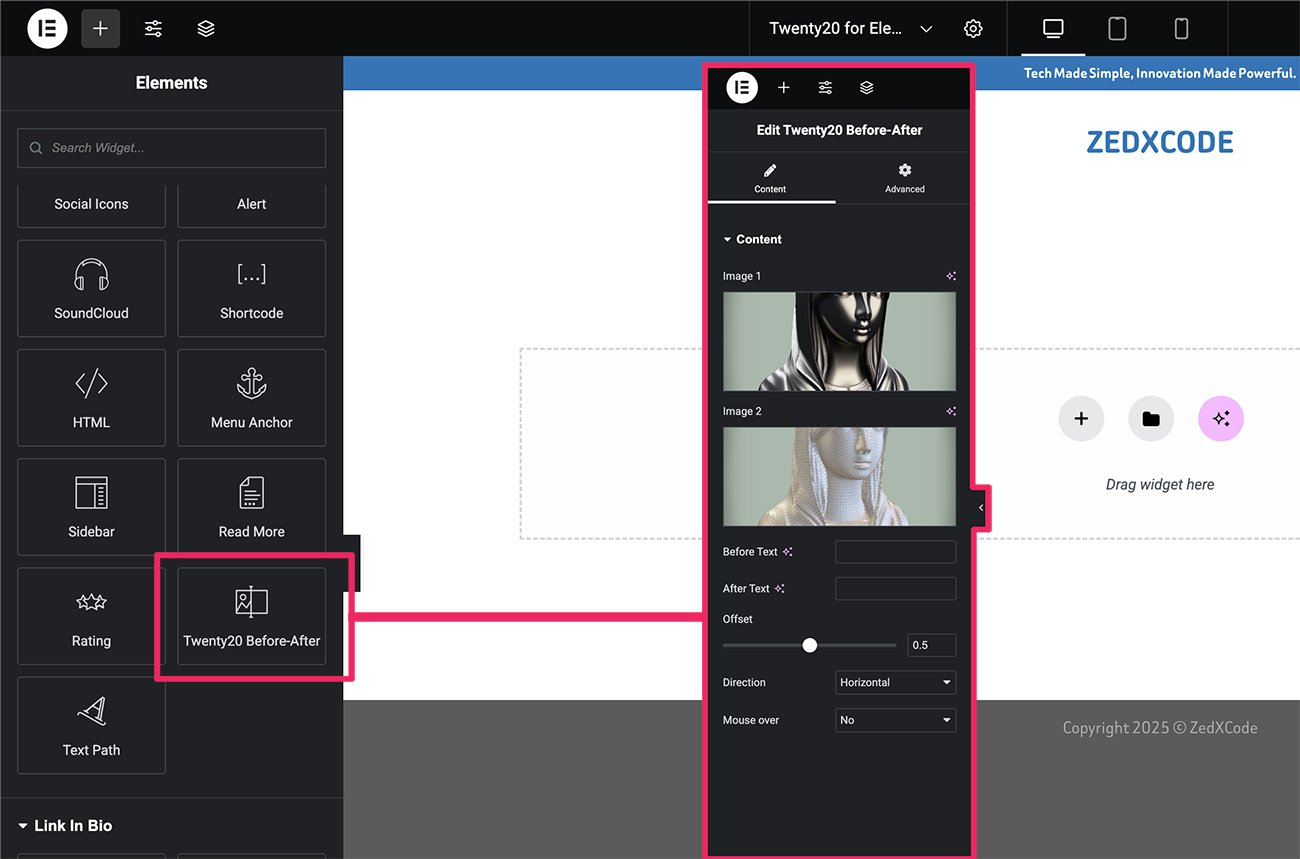 Twenty20 for Ele...
Elements
Search Widget...
Social Icons
Alert
SoundCloud
[...]
Shortcode
HTML
Menu Anchor
Sidebar
Read More
Rating
Twenty20 Before-After
Text Path
Link In Bio
Edit Twenty20 Before-After
Content
Advanced
Content
Image 1
Image 2
Before Text
After Text
Offset
0.5
Direction
Horizontal
Mouse over
No
Tech Made Simple, Innovation Made Powerful.
ZEDXCODE
Drag widget here
Copyright 2025 © ZedXCode